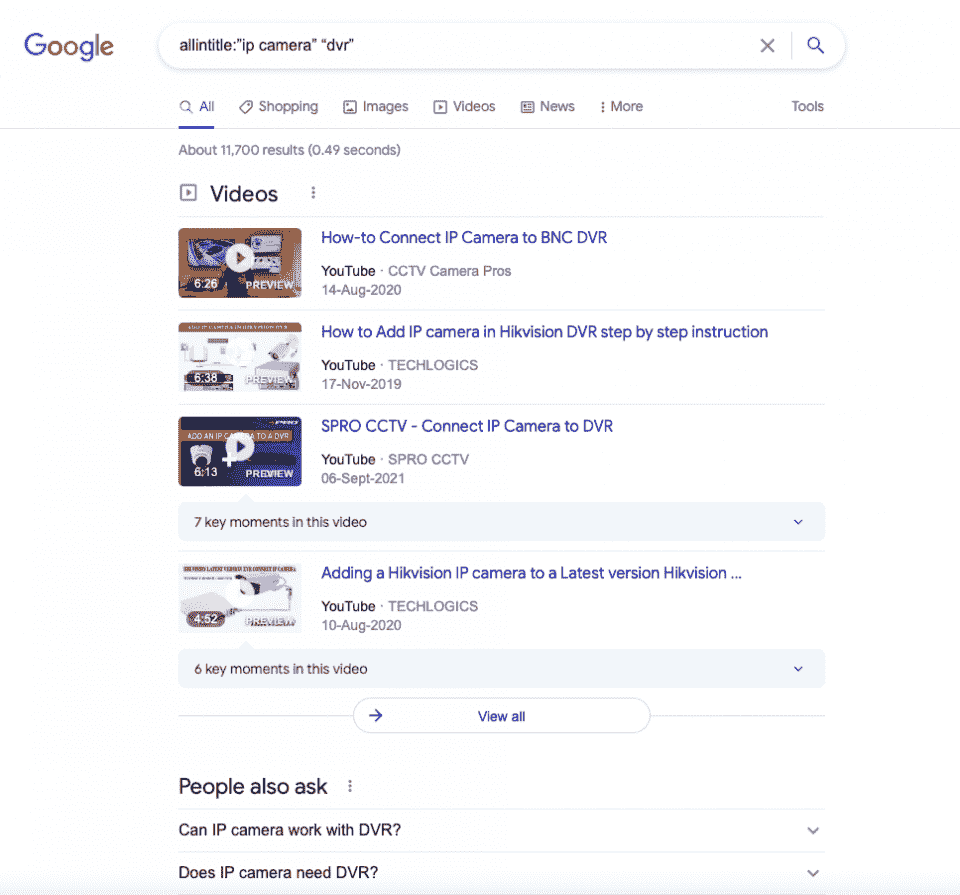 Google
allintitle:”ip camera” “dvr”
All Shopping Images Videos News More Tools
About 11,700 results (0.49 seconds)
Videos
How-to Connect IP Camera to BNC DVR
6:26 PREVIEW
YouTube · CCTV Camera Pros
14-Aug-2020
How to Add IP camera in Hikvision DVR step by step instruction
6:38 PREVIEW
YouTube · TECHLOGICS
17-Nov-2019
SPRO CCTV - Connect IP Camera to DVR
ADD AN IP CAMERA TO A DVR
6:13 PREVIEW
YouTube · SPRO CCTV
06-Sept-2021
7 key moments in this video
Adding a Hikvision IP camera to a Latest version Hikvision ...
4:52 PREVIEW
YouTube · TECHLOGICS
10-Aug-2020
6 key moments in this video
View all
People also ask
Can IP camera work with DVR?
Does IP camera need DVR?